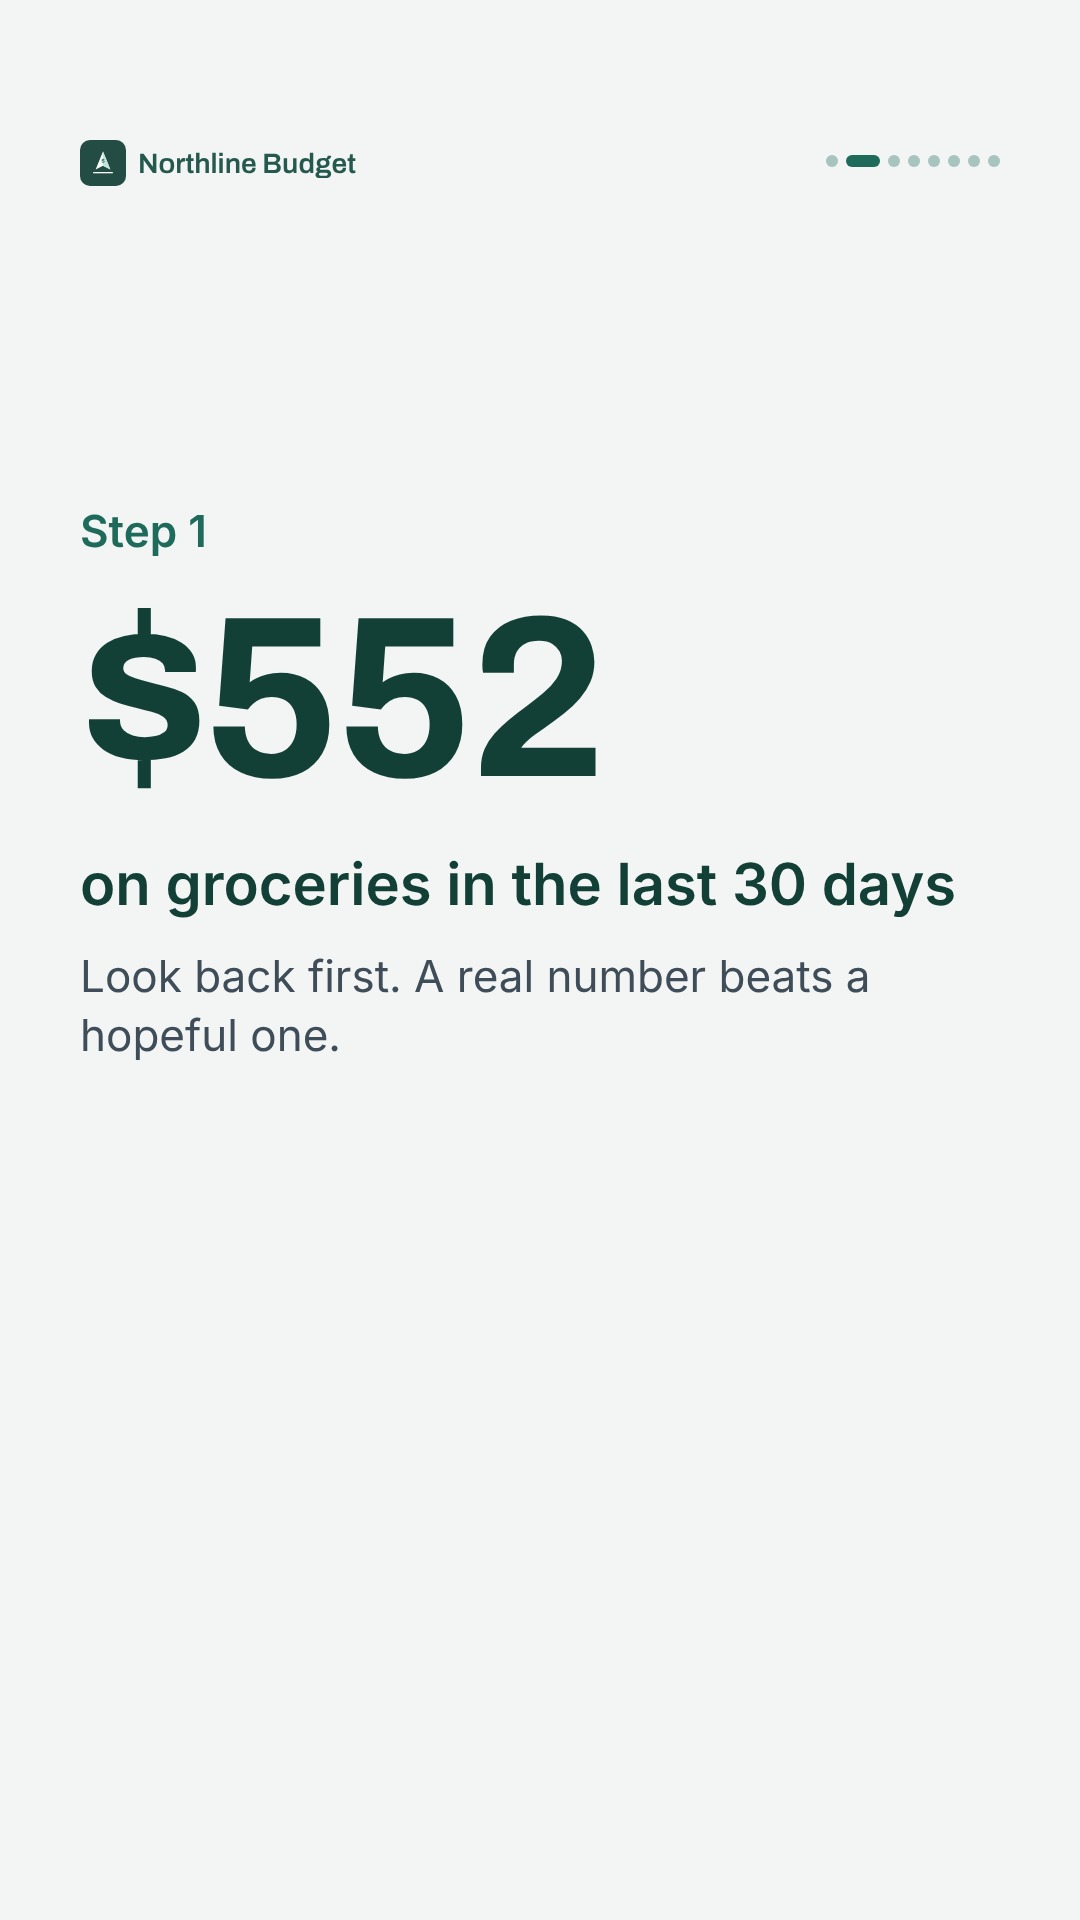 Northline Budget
Step 1
$552
on groceries in the last 30 days
Look back first. A real number beats a
hopeful one.